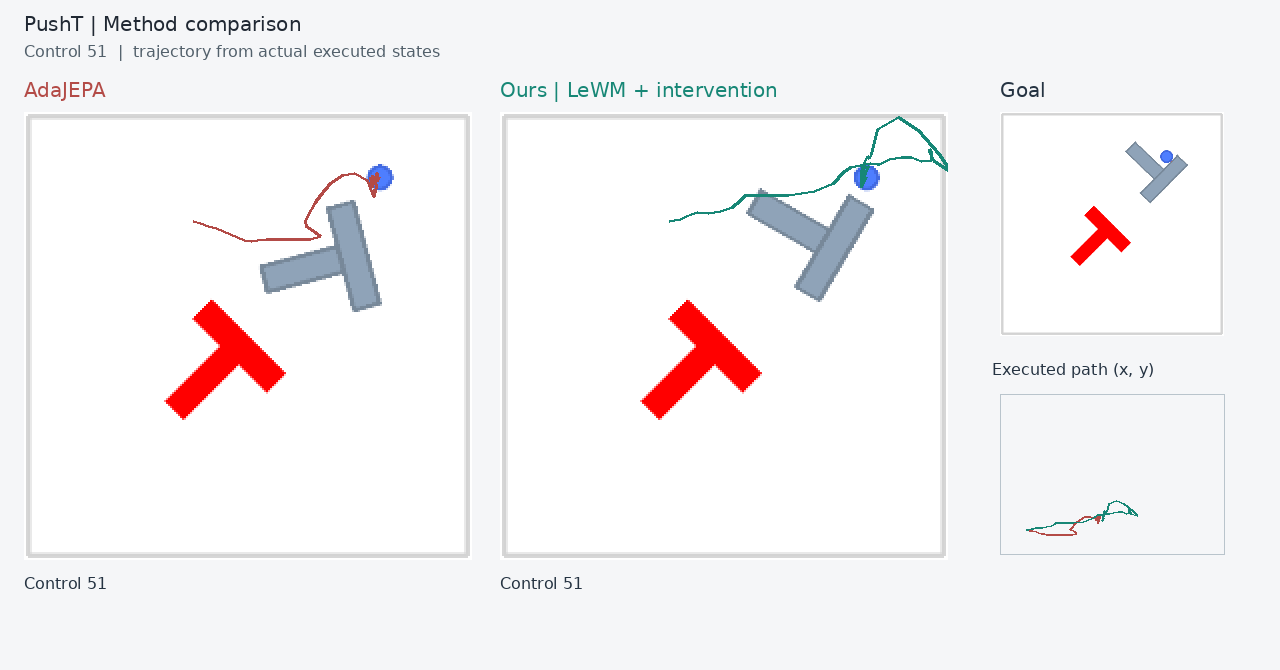 PushT | Method comparison
Control 51 | trajectory from actual executed states
AdaJEPA
Ours | LeWM + intervention
Goal
Executed path (x, y)
Control 51
Control 51